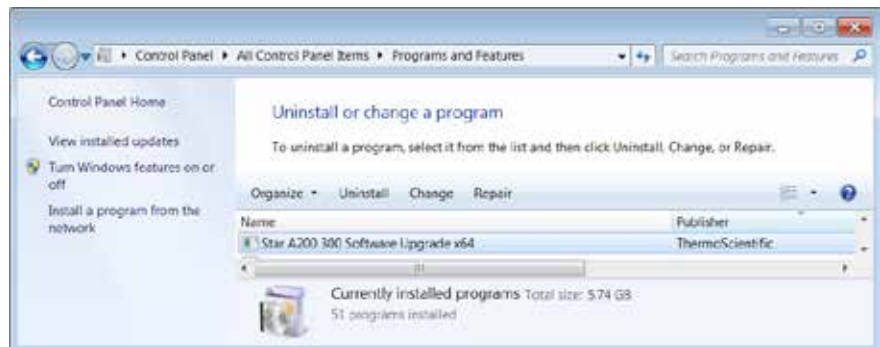 Control Panel ▸ All Control Panel Items ▸ Programs and Features
Search Programs and Features
Control Panel Home
View installed updates
Turn Windows features on or
off
Install a program from the
network
Uninstall or change a program
To uninstall a program, select it from the list and then click Uninstall, Change, or Repair.
Organize Uninstall Change Repair
Name Publisher
Star A200 300 Software Upgrade x64 ThermoScientific
Currently installed programs Total size: 5.74 GB
51 programs installed